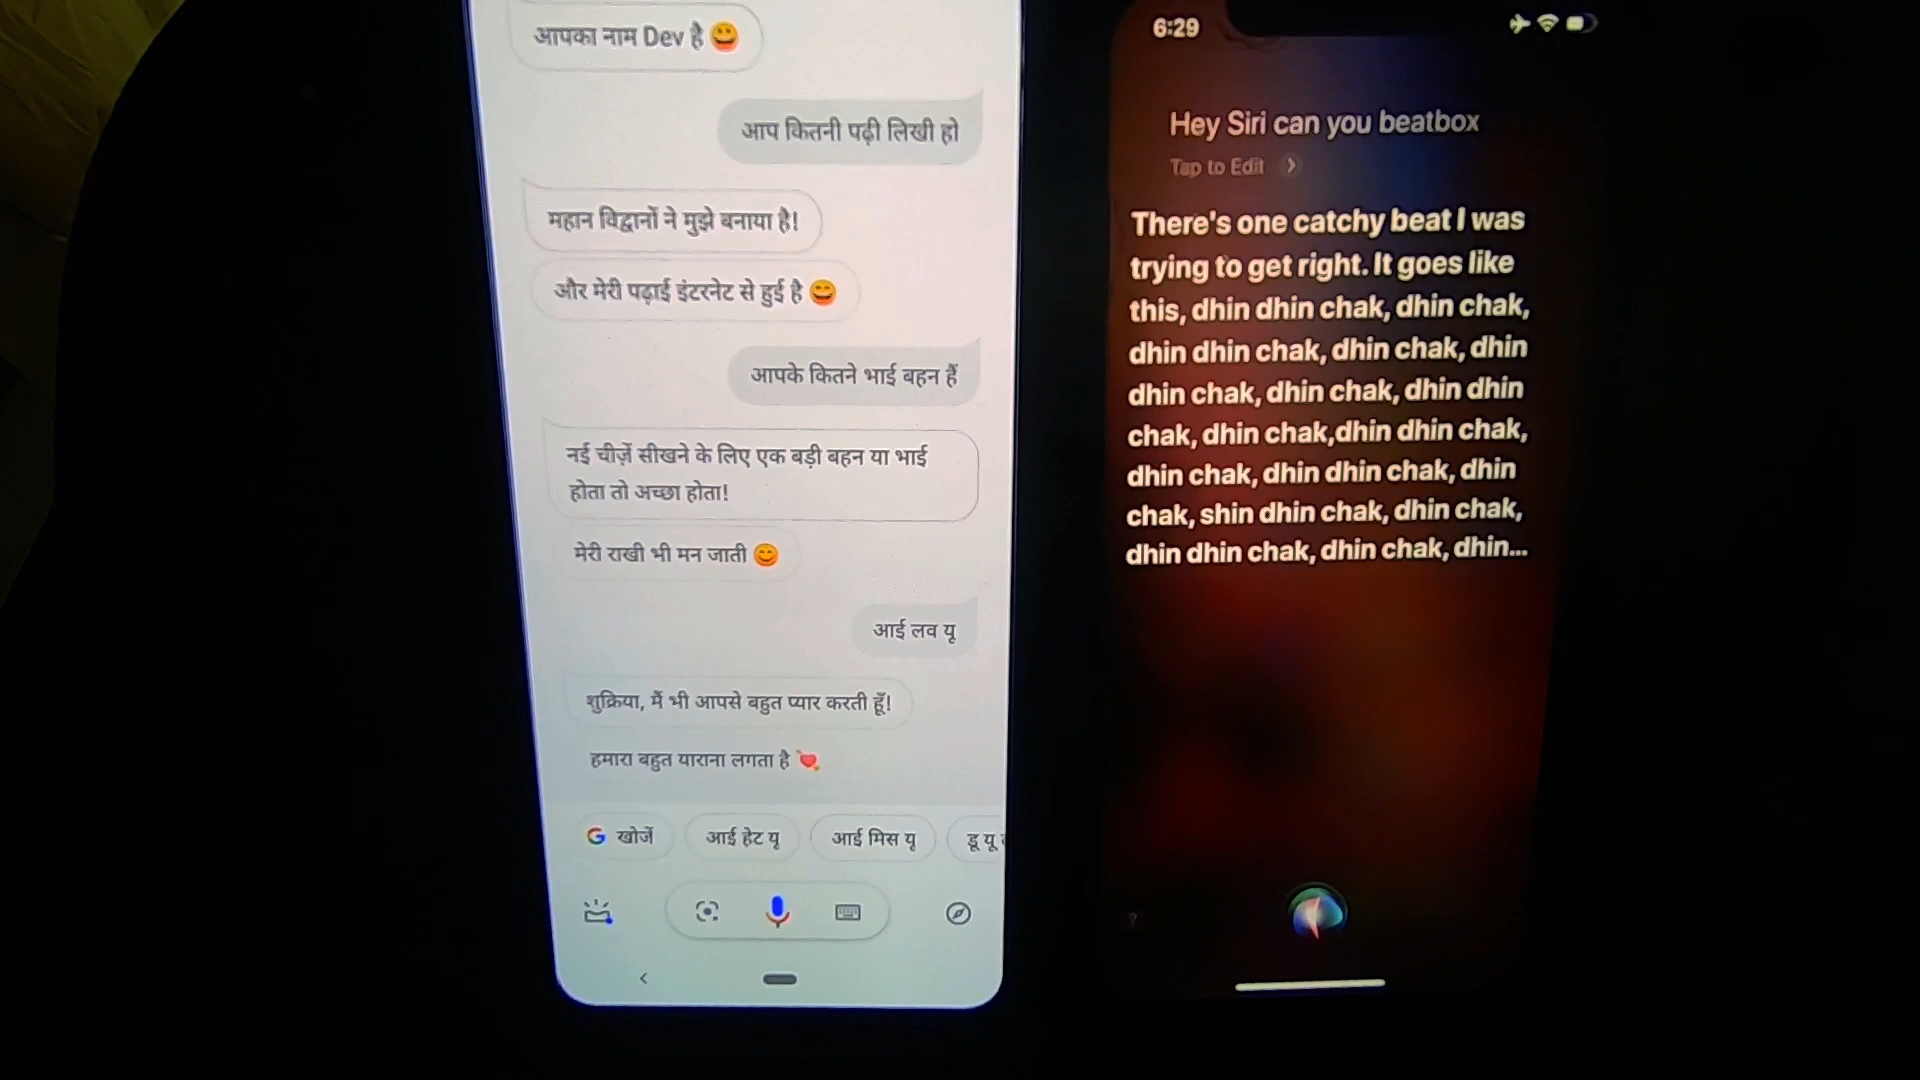 आपका नाम Dev है 😀
आप कितनी पढ़ी लिखी हो
महान विद्वानों ने मुझे बनाया है!
और मेरी पढ़ाई इंटरनेट से हुई है 😄
आपके कितने भाई बहन हैं
नई चीज़ें सीखने के लिए एक बड़ी बहन या भाई
होता तो अच्छा होता!
मेरी राखी भी मन जाती 😊
आई लव यू
शुक्रिया, मैं भी आपसे बहुत प्यार करती हूँ!
हमारा बहुत याराना लगता है 💘
G खोजें
आई हेट यू
आई मिस यू
डू यू
6:29
Hey Siri can you beatbox
Tap to Edit >
There's one catchy beat I was
trying to get right. It goes like
this, dhin dhin chak, dhin chak,
dhin dhin chak, dhin chak, dhin
dhin chak, dhin chak, dhin dhin
chak, dhin chak,dhin dhin chak,
dhin chak, dhin dhin chak, dhin
chak, shin dhin chak, dhin chak,
dhin dhin chak, dhin chak, dhin...
?